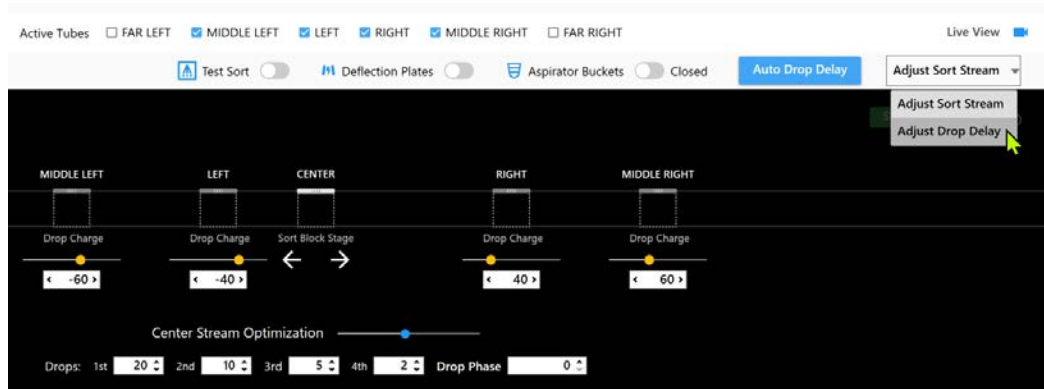 Active Tubes FAR LEFT MIDDLE LEFT LEFT RIGHT MIDDLE RIGHT FAR RIGHT Live View
Test Sort Deflection Plates Aspirator Buckets Closed Auto Drop Delay Adjust Sort Stream
Adjust Sort Stream
Adjust Drop Delay
MIDDLE LEFT LEFT CENTER RIGHT MIDDLE RIGHT
Drop Charge Drop Charge Sort Block Stage Drop Charge Drop Charge
-60 -40 40 60
Center Stream Optimization
Drops: 1st 20 2nd 10 3rd 5 4th 2 Drop Phase 0